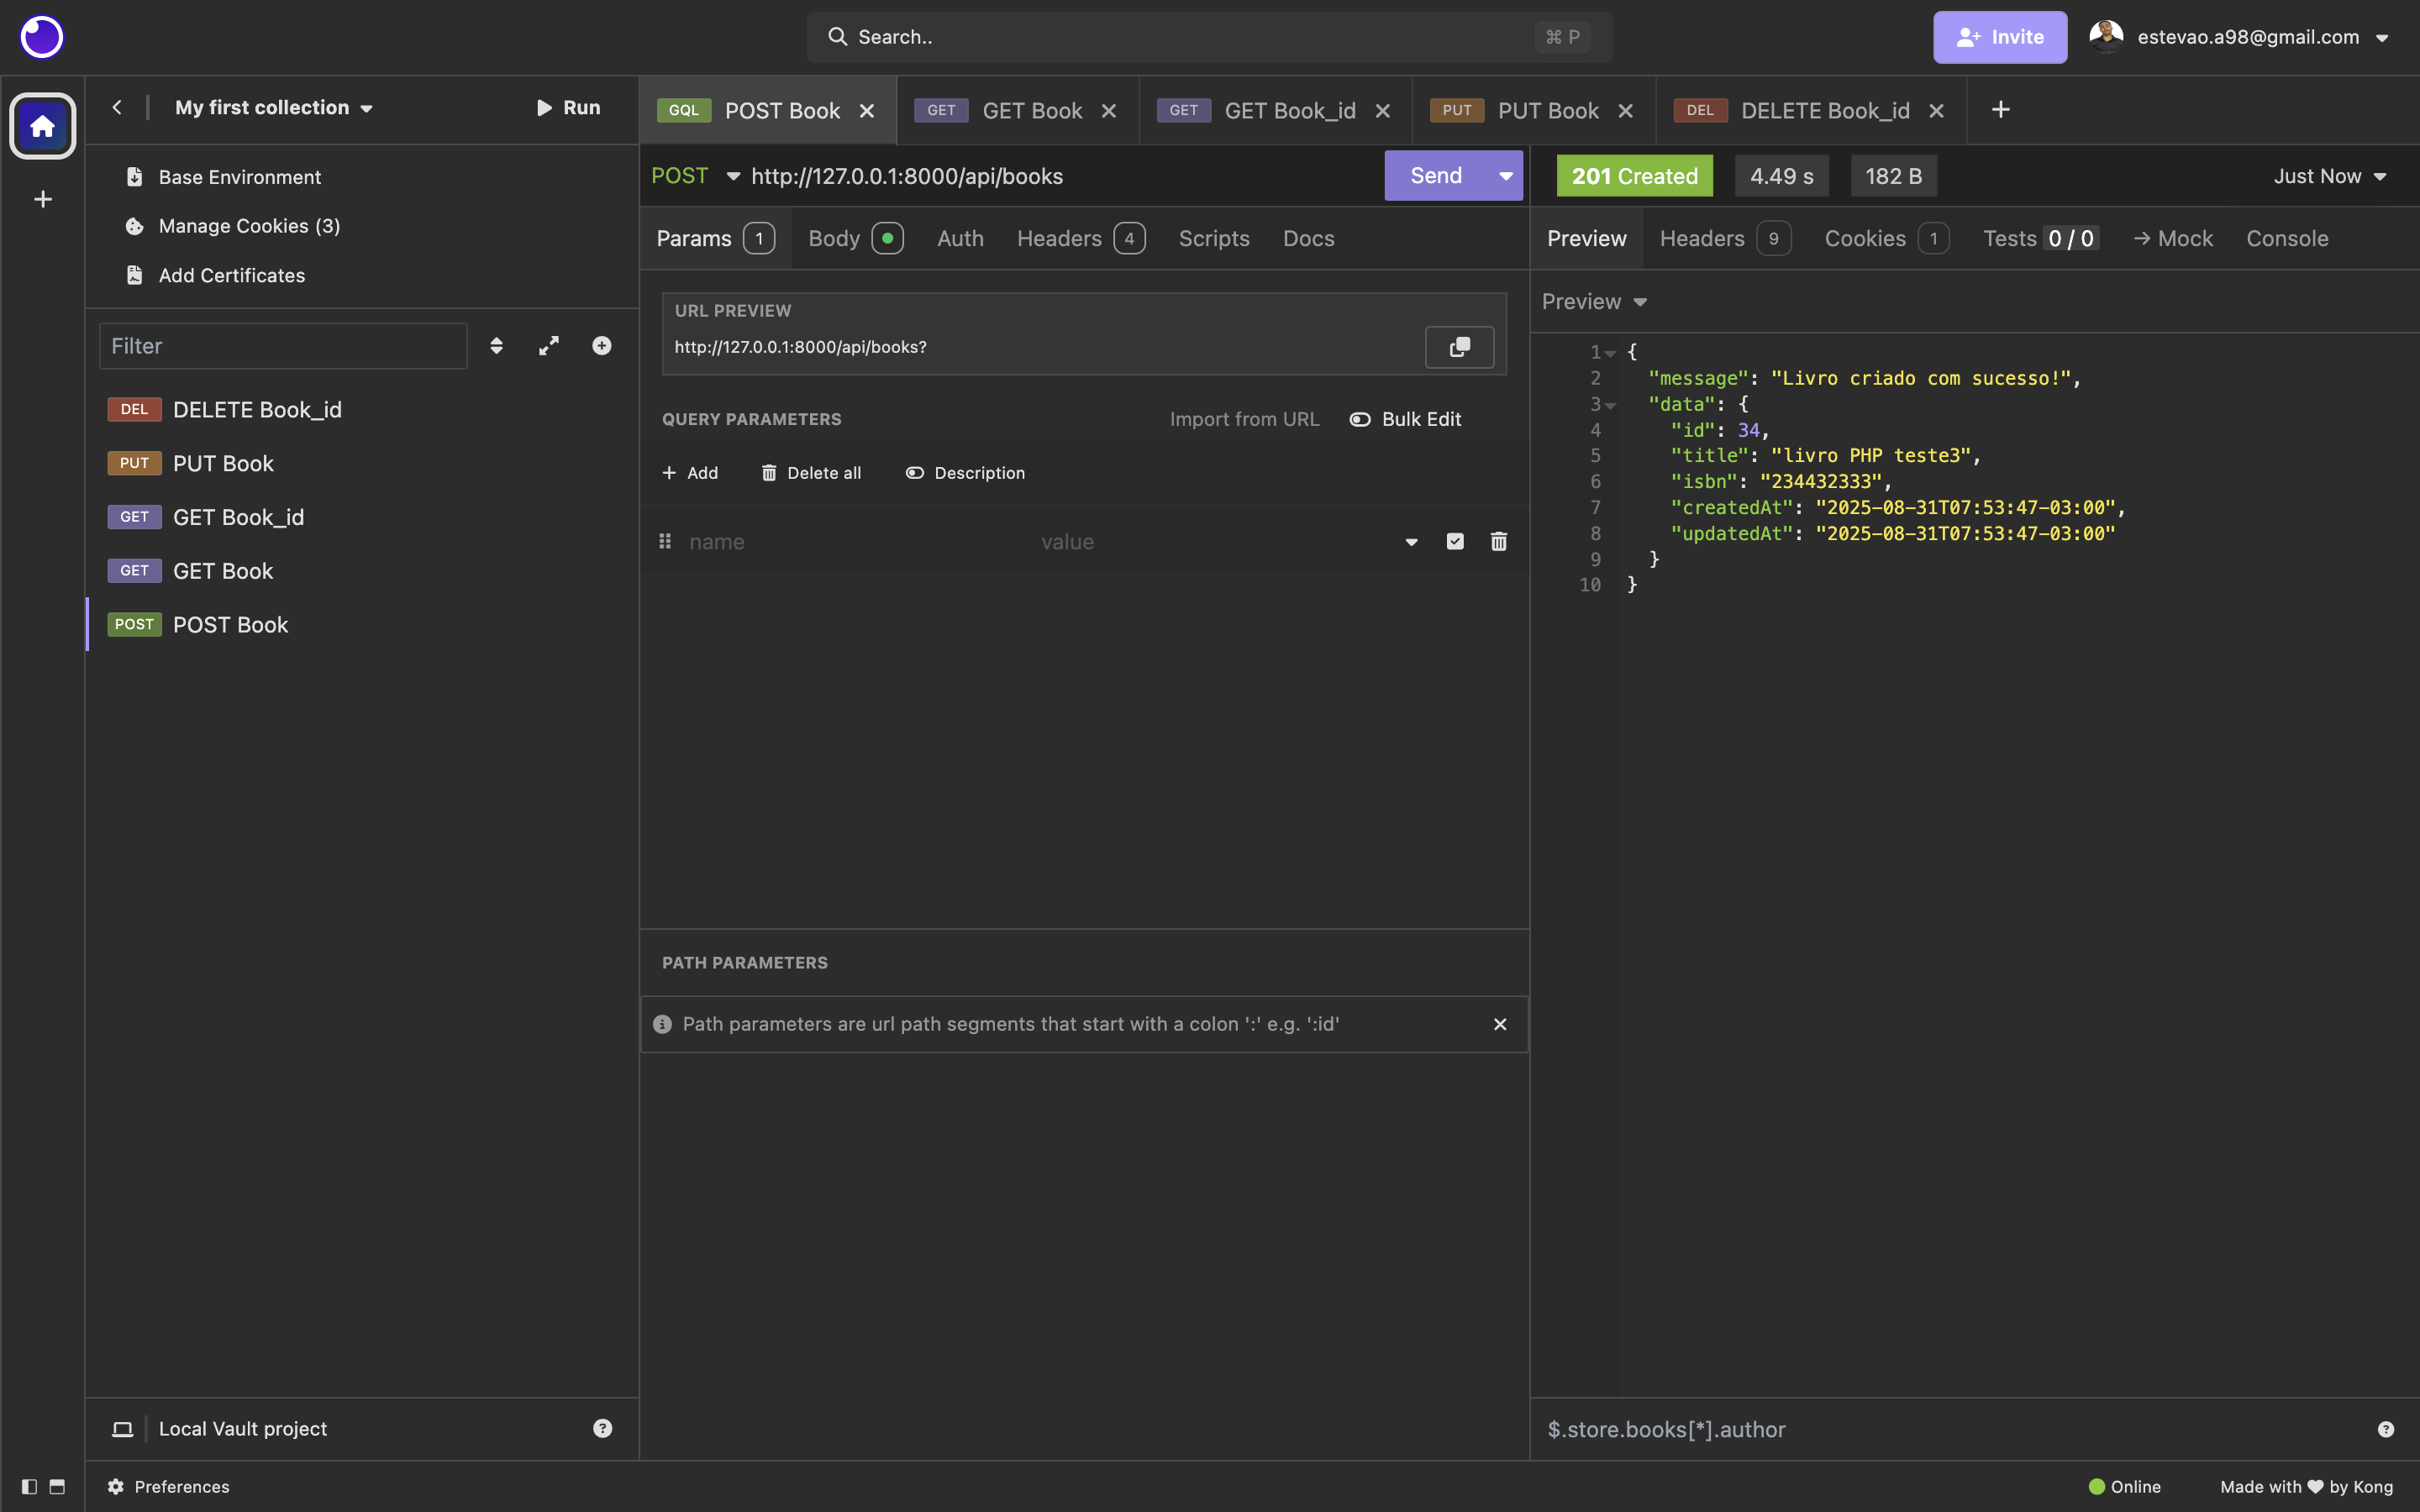 Search..
⌘ P
Invite
estevao.a98@gmail.com
My first collection
Run
GQL POST Book
GET GET Book
GET GET Book_id
PUT PUT Book
DEL DELETE Book_id
Base Environment
Manage Cookies (3)
Add Certificates
Filter
DEL DELETE Book_id
PUT PUT Book
GET GET Book_id
GET GET Book
POST POST Book
Local Vault project
Preferences
POST http://127.0.0.1:8000/api/books
Send
Params 1 Body Auth Headers 4 Scripts Docs
URL PREVIEW
http://127.0.0.1:8000/api/books?
QUERY PARAMETERS
Import from URL
Bulk Edit
Add
Delete all
Description
name value
PATH PARAMETERS
Path parameters are url path segments that start with a colon ':' e.g. ':id'
201 Created 4.49 s 182 B
Just Now
Preview Headers 9 Cookies 1 Tests 0 / 0 → Mock Console
Preview
1 {
2 "message": "Livro criado com sucesso!",
3 "data": {
4 "id": 34,
5 "title": "livro PHP teste3",
6 "isbn": "234432333",
7 "createdAt": "2025-08-31T07:53:47-03:00",
8 "updatedAt": "2025-08-31T07:53:47-03:00"
9 }
10 }
$.store.books[*].author
Online
Made with ♥ by Kong